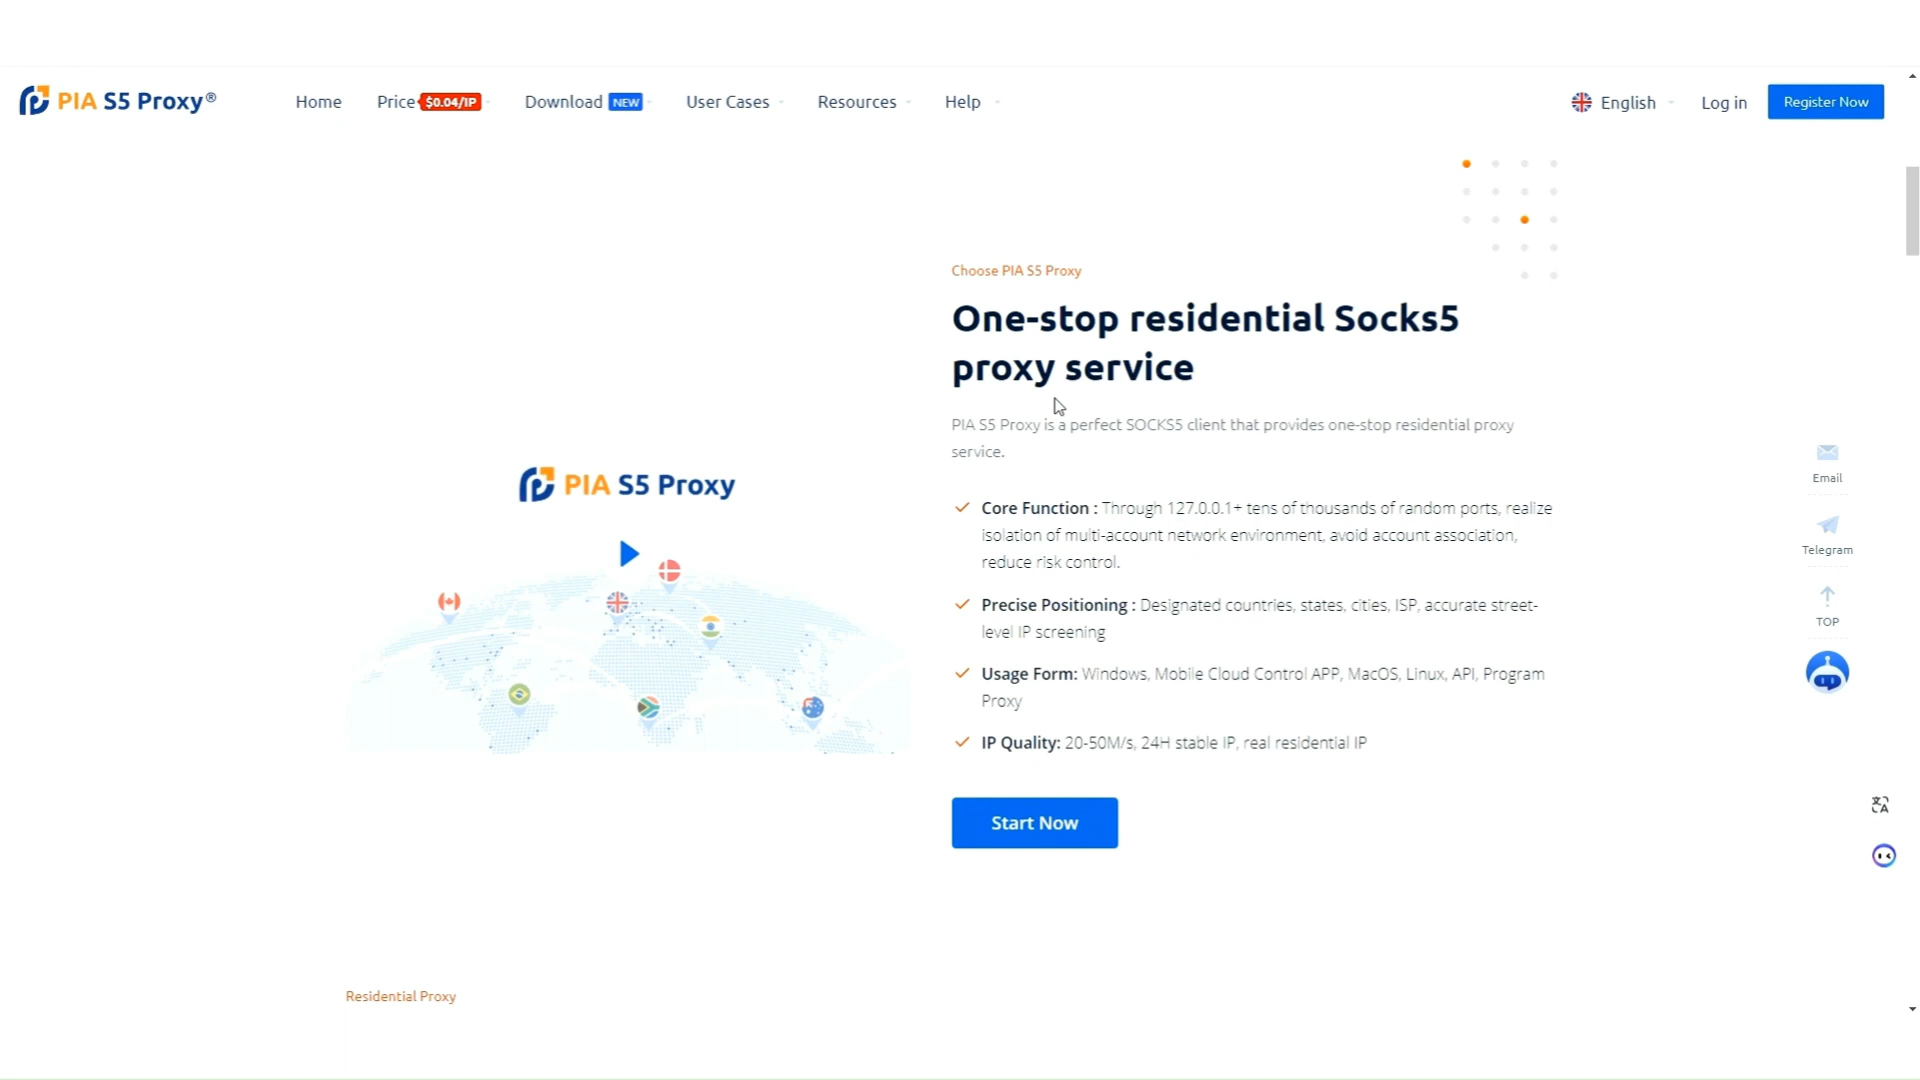 PIA S5 Proxy®
Home
Price $0.04/IP
Download NEW
User Cases
Resources
Help
English
Log in
Register Now
Choose PIA S5 Proxy
One-stop residential Socks5
proxy service
PIA S5 Proxy is a perfect SOCKS5 client that provides one-stop residential proxy
service.
PIA S5 Proxy
Core Function : Through 127.0.0.1+ tens of thousands of random ports, realize
isolation of multi-account network environment, avoid account association,
reduce risk control.
Precise Positioning : Designated countries, states, cities, ISP, accurate street-
level IP screening
Usage Form: Windows, Mobile Cloud Control APP, MacOS, Linux, API, Program
Proxy
IP Quality: 20-50M/s, 24H stable IP, real residential IP
Start Now
Email
Telegram
TOP
Residential Proxy